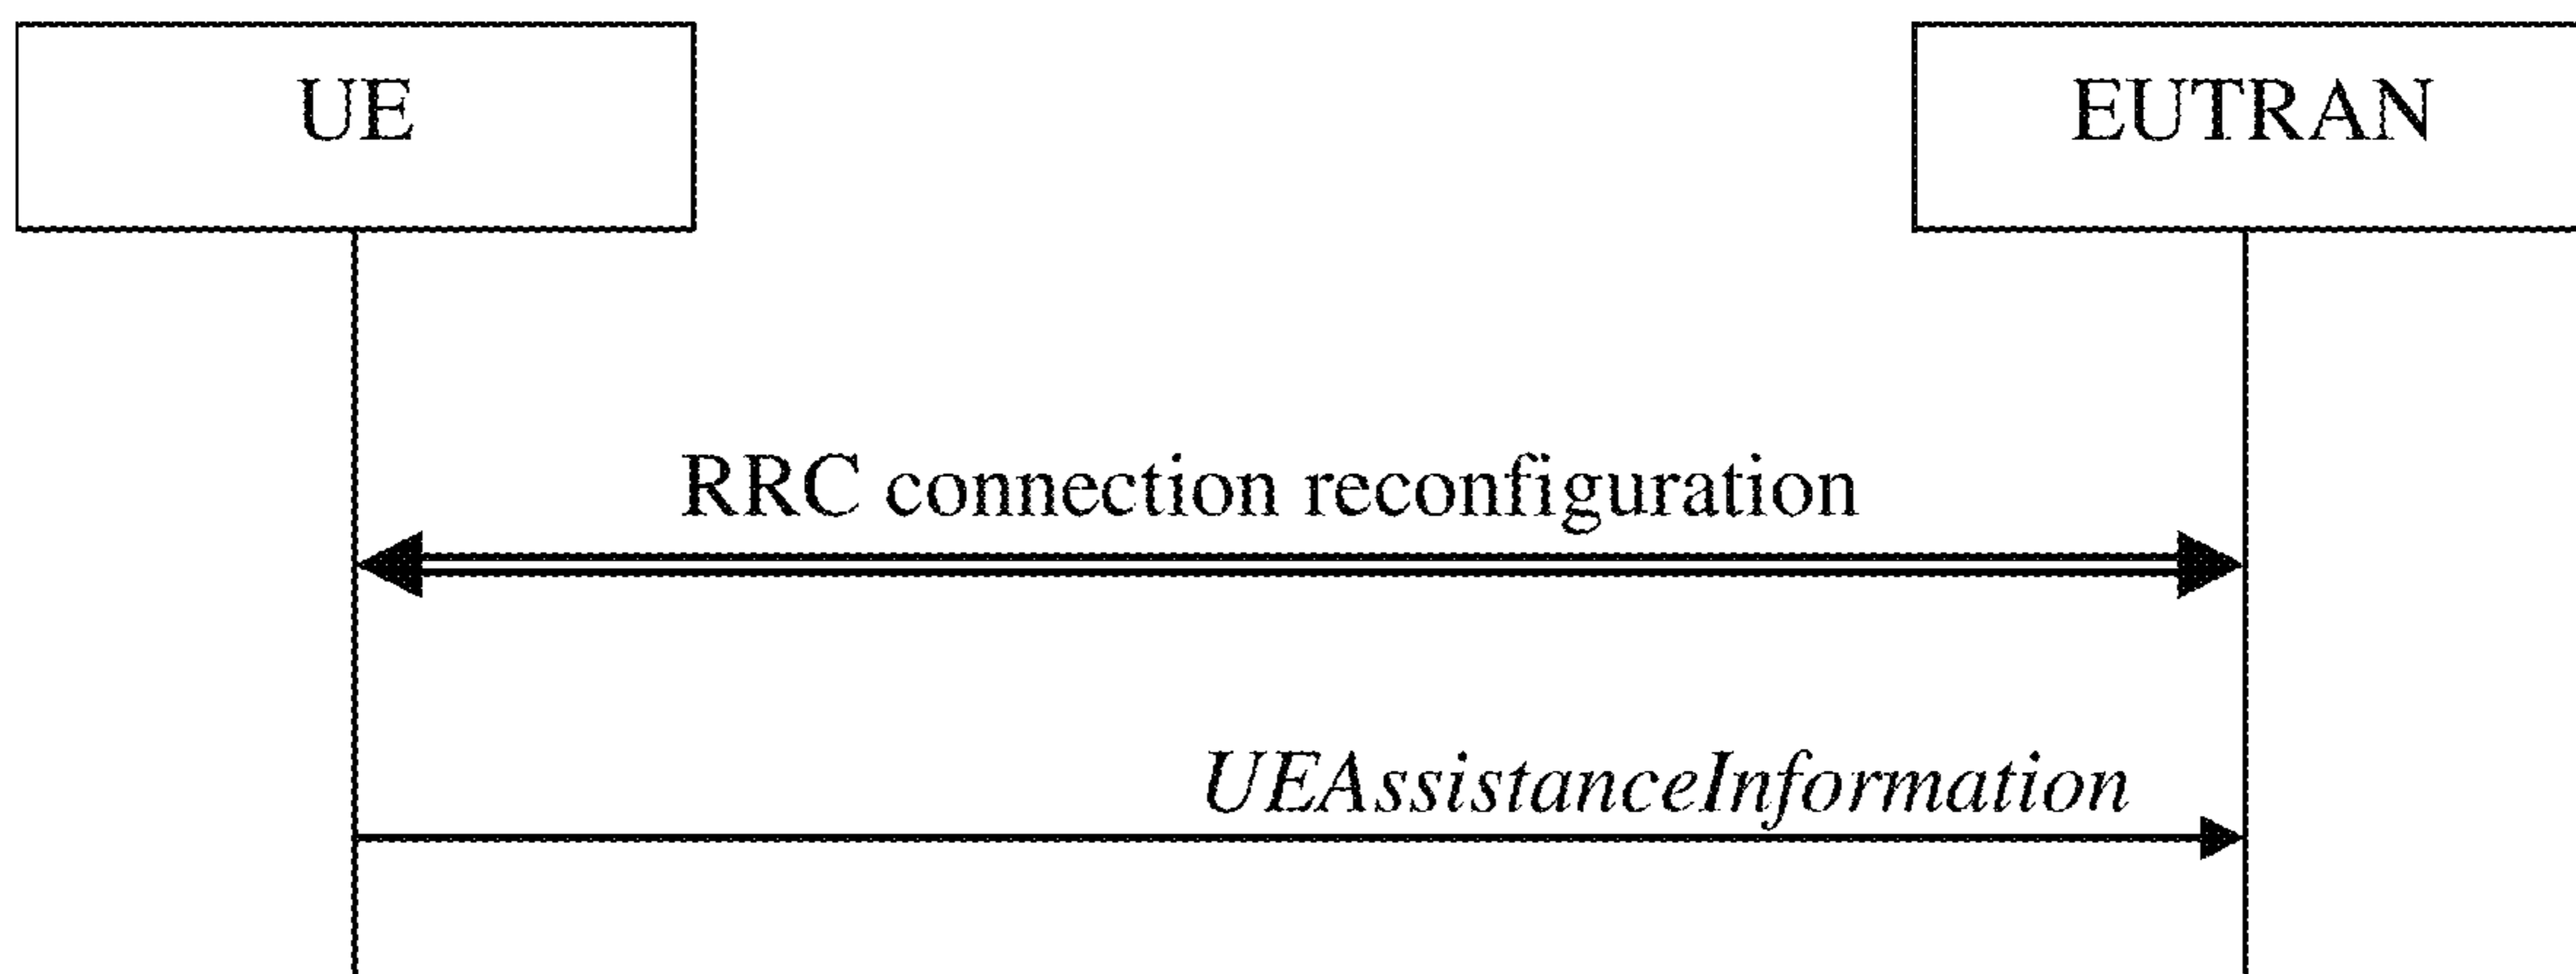 UE
EUTRAN
RRC connection reconfiguration
UEAssistanceInformation